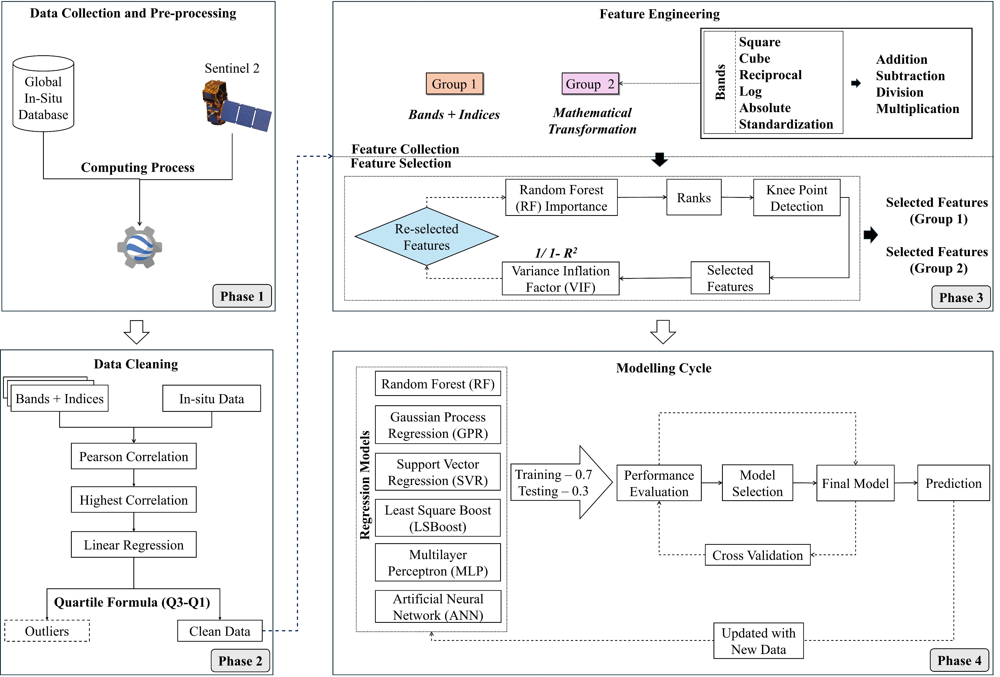 Data Collection and Pre-processing
Global
In-Situ
Database
Sentinel 2
Computing Process
Phase 1
Data Cleaning
Bands + Indices
In-situ Data
Pearson Correlation
Highest Correlation
Linear Regression
Quartile Formula (Q3-Q1)
Outliers
Clean Data
Phase 2
Feature Engineering
Group 1
Bands + Indices
Group 2
Mathematical
Transformation
Bands
Square
Cube
Reciprocal
Log
Absolute
Standardization
Addition
Subtraction
Division
Multiplication
Feature Collection
Feature Selection
Random Forest
(RF) Importance
Ranks
Knee Point
Detection
Re-selected
Features
1/ 1- R²
Variance Inflation
Factor (VIF)
Selected
Features
Selected Features
(Group 1)
Selected Features
(Group 2)
Phase 3
Modelling Cycle
Regression Models
Random Forest (RF)
Gaussian Process
Regression (GPR)
Support Vector
Regression (SVR)
Least Square Boost
(LSBoost)
Multilayer
Perceptron (MLP)
Artificial Neural
Network (ANN)
Training – 0.7
Testing – 0.3
Performance
Evaluation
Model
Selection
Final Model
Prediction
Cross Validation
Updated with
New Data
Phase 4